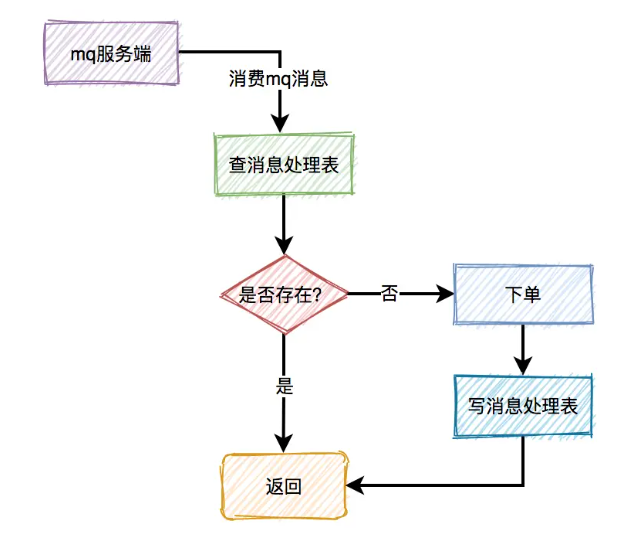 mq服务端
消费mq消息
查消息处理表
是否存在?
否
下单
是
写消息处理表
返回